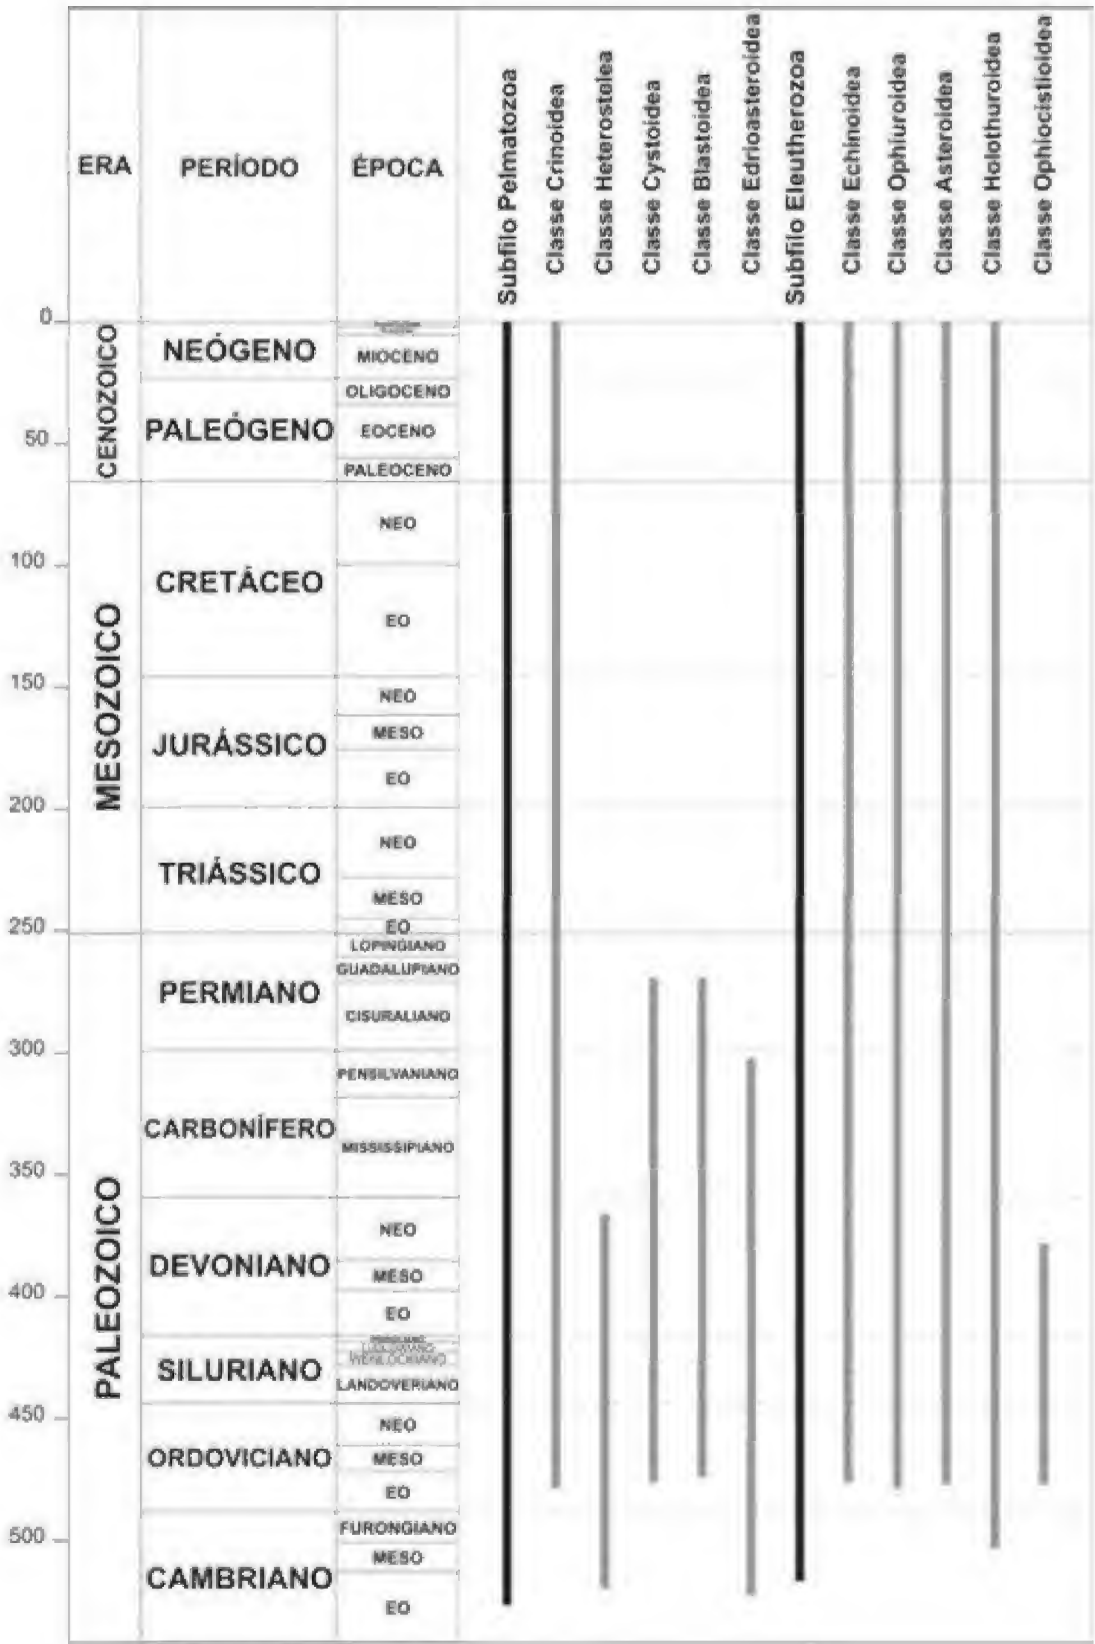 ERA
PERÍODO
ÉPOCA
Subfilo Pelmatozoa
Classe Crinoidea
Classe Heterostelea
Classe Cystoidea
Classe Blastoidea
Classe Edrioasteroidea
Subfilo Eleutherozoa
Classe Echinoidea
Classe Ophiuroidea
Classe Asteroidea
Classe Holothuroidea
Classe Ophiocistioidea
0
CENOZOICO
NEÓGENO
MIOCENO
OLIGOCENO
50
PALEÓGENO
EOCENO
PALEOCENO
MESOZOICO
NEO
100
CRETÁCEO
EO
150
NEO
JURÁSSICO
MESO
EO
200
NEO
TRIÁSSICO
MESO
EO
250
PALEOZOICO
LOPINGIANO
GUADALUPIANO
PERMIANO
CISURALIANO
300
PENSILVANIANO
CARBONÍFERO
MISSISSIPIANO
350
NEO
DEVONIANO
MESO
400
EO
WENLOCKIANO
SILURIANO
LANDOVERIANO
450
NEO
ORDOVICIANO
MESO
EO
500
FURONGIANO
MESO
CAMBRIANO
EO